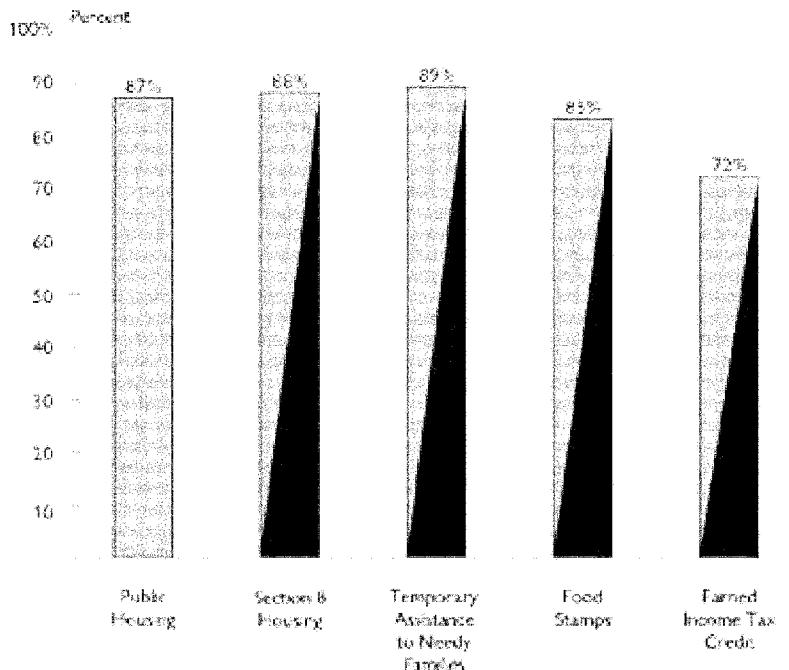 Percent
100%
90
80
70
60
50
40
30
20
10
87%
88%
89%
83%
72%
Public
Housing
Section 8
Housing
Temporary
Assistance
to Needy
Families
Food
Stamps
Earned
Income Tax
Credit